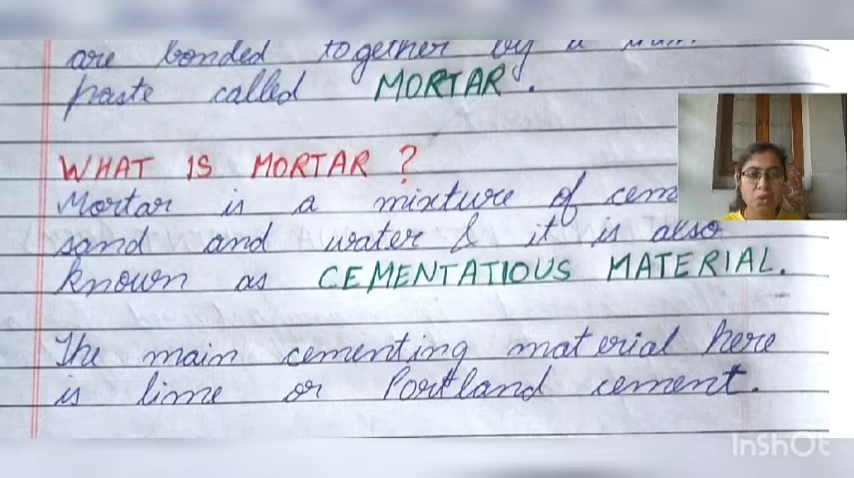 are bonded together by a
paste called MORTAR.
WHAT IS MORTAR ?
Mortar is a mixture of cem
sand and water & it is also
known as CEMENTATIOUS MATERIAL.
The main cementing material here
is lime or Portland cement.
InShOt